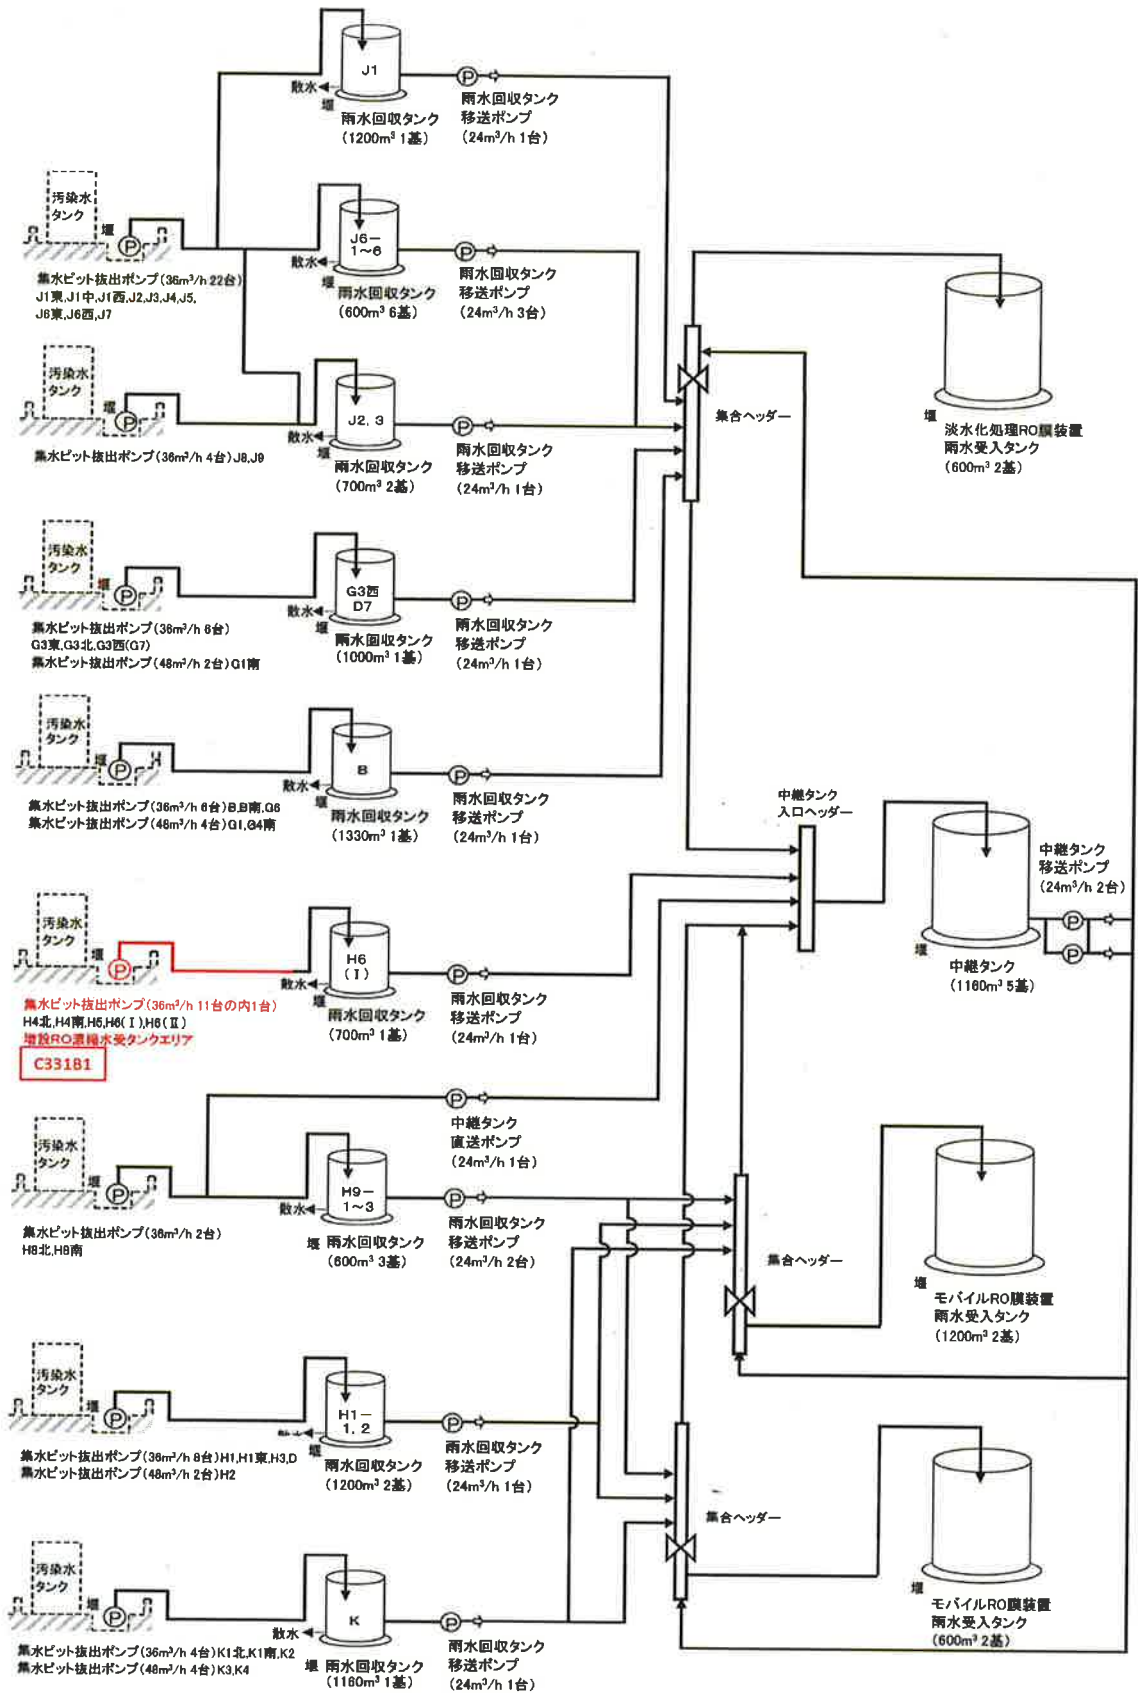 J1
散水
堰
雨水回収タンク
(1200m³ 1基)
P
雨水回収タンク
移送ポンプ
(24m³/h 1台)
汚染水
タンク
堰
P
集水ピット抜出ポンプ(36m³/h 22台)
J1東,J1中,J1西,J2,J3,J4,J5,
J6東,J6西,J7
J6-
1~6
散水
堰
雨水回収タンク
(600m³ 6基)
P
雨水回収タンク
移送ポンプ
(24m³/h 3台)
集合ヘッダー
堰
淡水化処理RO膜装置
雨水受入タンク
(600m³ 2基)
汚染水
タンク
堰
P
集水ピット抜出ポンプ(36m³/h 4台)J8,J9
J2, 3
散水
堰
雨水回収タンク
(700m³ 2基)
P
雨水回収タンク
移送ポンプ
(24m³/h 1台)
汚染水
タンク
堰
P
集水ピット抜出ポンプ(36m³/h 6台)
G3東,G3北,G3西(G7)
集水ピット抜出ポンプ(48m³/h 2台)G1南
G3西
D7
散水
堰
雨水回収タンク
(1000m³ 1基)
P
雨水回収タンク
移送ポンプ
(24m³/h 1台)
汚染水
タンク
堰
P
集水ピット抜出ポンプ(36m³/h 6台)B,B南,G6
集水ピット抜出ポンプ(48m³/h 4台)G1,G4南
B
散水
堰
雨水回収タンク
(1330m³ 1基)
P
雨水回収タンク
移送ポンプ
(24m³/h 1台)
中継タンク
入口ヘッダー
中継タンク
移送ポンプ
(24m³/h 2台)
P
P
堰
中継タンク
(1160m³ 5基)
汚染水
タンク
堰
P
集水ピット抜出ポンプ(36m³/h 11台の内1台)
H4北,H4南,H5,H6(Ⅰ),H6(Ⅱ)
増設RO濃縮水受タンクエリア
C331B1
H6
(Ⅰ)
散水
堰
雨水回収タンク
(700m³ 1基)
P
雨水回収タンク
移送ポンプ
(24m³/h 1台)
P
中継タンク
直送ポンプ
(24m³/h 1台)
汚染水
タンク
堰
P
集水ピット抜出ポンプ(36m³/h 2台)
H8北,H8南
H9-
1~3
散水
堰
雨水回収タンク
(600m³ 3基)
P
雨水回収タンク
移送ポンプ
(24m³/h 2台)
集合ヘッダー
堰
モバイルRO膜装置
雨水受入タンク
(1200m³ 2基)
汚染水
タンク
堰
P
集水ピット抜出ポンプ(36m³/h 8台)H1,H1東,H3,D
集水ピット抜出ポンプ(48m³/h 2台)H2
H1-
1, 2
堰
雨水回収タンク
(1200m³ 2基)
P
雨水回収タンク
移送ポンプ
(24m³/h 1台)
集合ヘッダー
堰
モバイルRO膜装置
雨水受入タンク
(600m³ 2基)
汚染水
タンク
堰
P
集水ピット抜出ポンプ(36m³/h 4台)K1北,K1南,K2
集水ピット抜出ポンプ(48m³/h 4台)K3,K4
K
散水
堰
雨水回収タンク
(1160m³ 1基)
P
雨水回収タンク
移送ポンプ
(24m³/h 1台)